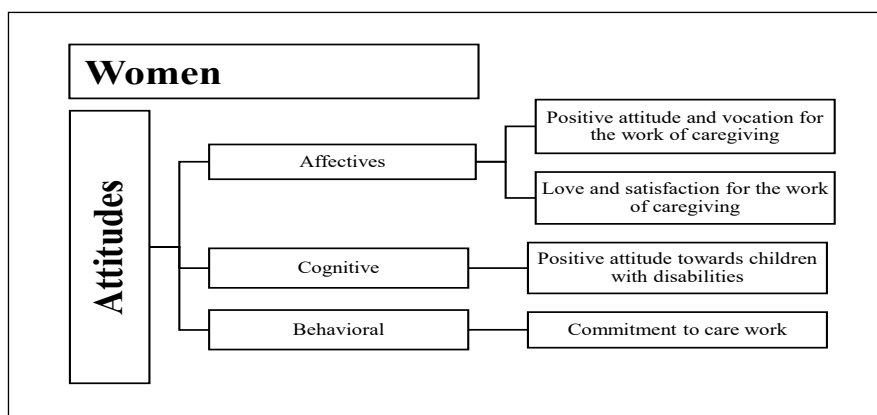 Women
Attitudes
Affectives
Positive attitude and vocation for
the work of caregiving
Love and satisfaction for the work
of caregiving
Cognitive
Positive attitude towards children
with disabilities
Behavioral
Commitment to care work